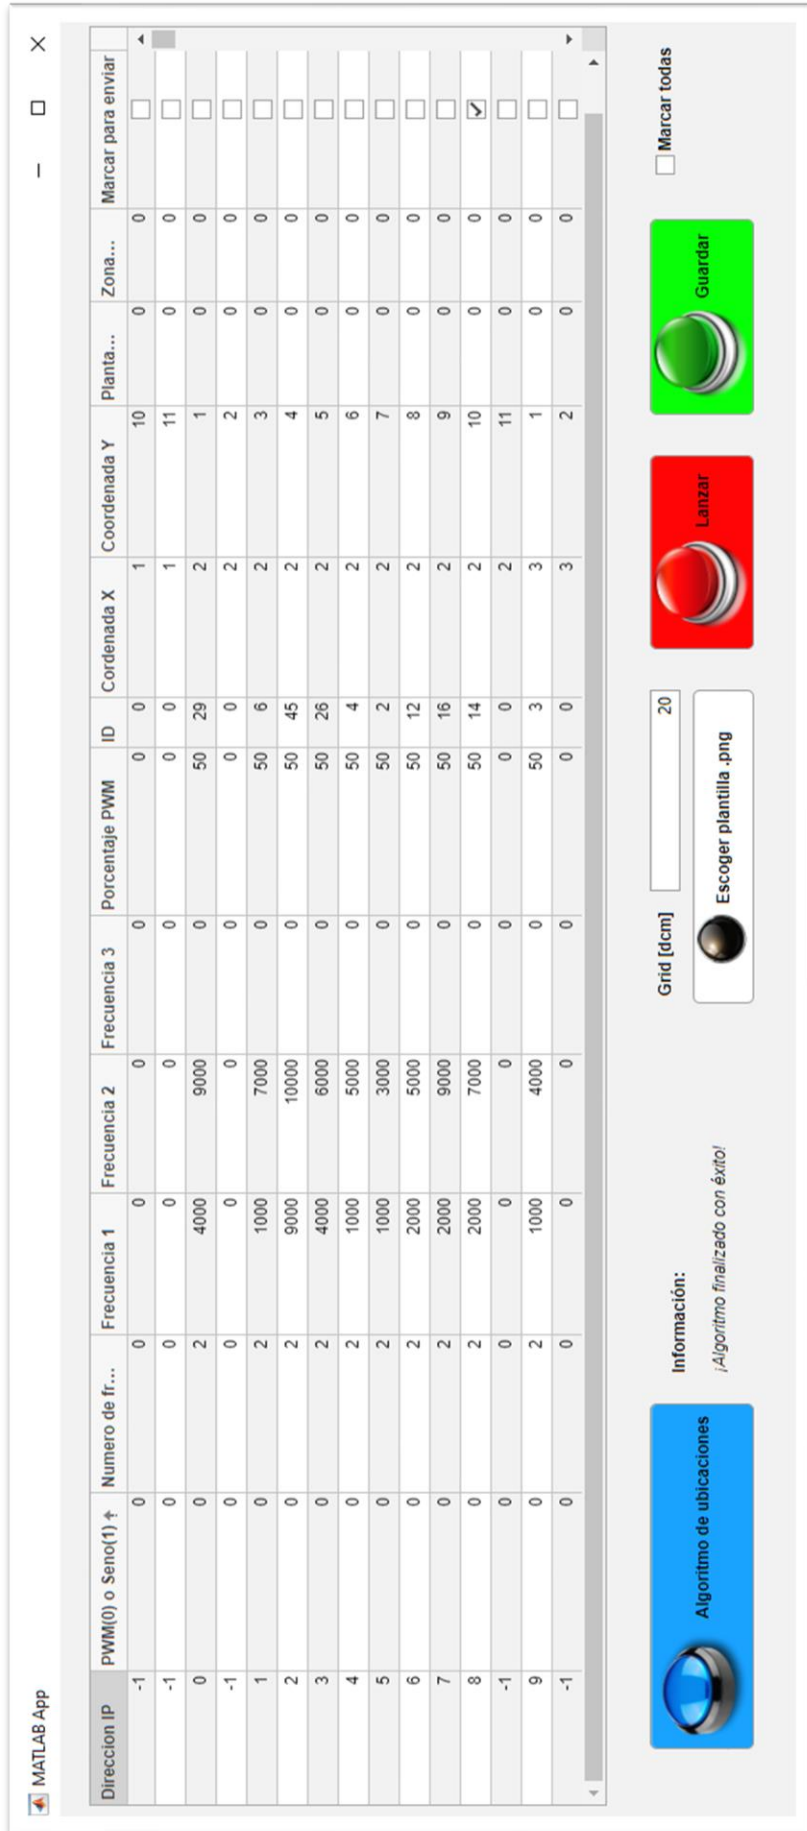 MATLAB App
Direccion IP PWM(0) o Seno(1) Numero de fr... Frecuencia 1 Frecuencia 2 Frecuencia 3 Porcentaje PWM ID Cordenada X Coordenada Y Planta... Zona... Marcar para enviar
-1 0 0 0 0 0 0 0 1 10 0 0
-1 0 0 0 0 0 0 0 1 11 0 0
0 0 2 4000 9000 0 50 29 2 1 0 0
-1 0 0 0 0 0 0 0 2 2 0 0
1 0 2 1000 7000 0 50 6 2 3 0 0
2 0 2 9000 10000 0 50 45 2 4 0 0
3 0 2 4000 6000 0 50 26 2 5 0 0
4 0 2 1000 5000 0 50 4 2 6 0 0
5 0 2 1000 3000 0 50 2 2 7 0 0
6 0 2 2000 5000 0 50 12 2 8 0 0
7 0 2 2000 9000 0 50 16 2 9 0 0
8 0 2 2000 7000 0 50 14 2 10 0 0
-1 0 0 0 0 0 0 0 2 11 0 0
9 0 2 1000 4000 0 50 3 3 1 0 0
-1 0 0 0 0 0 0 0 3 2 0 0
Algoritmo de ubicaciones
Información:
¡Algoritmo finalizado con éxito!
Grid [dcm] 20
Escoger plantilla .png
Lanzar
Guardar
Marcar todas